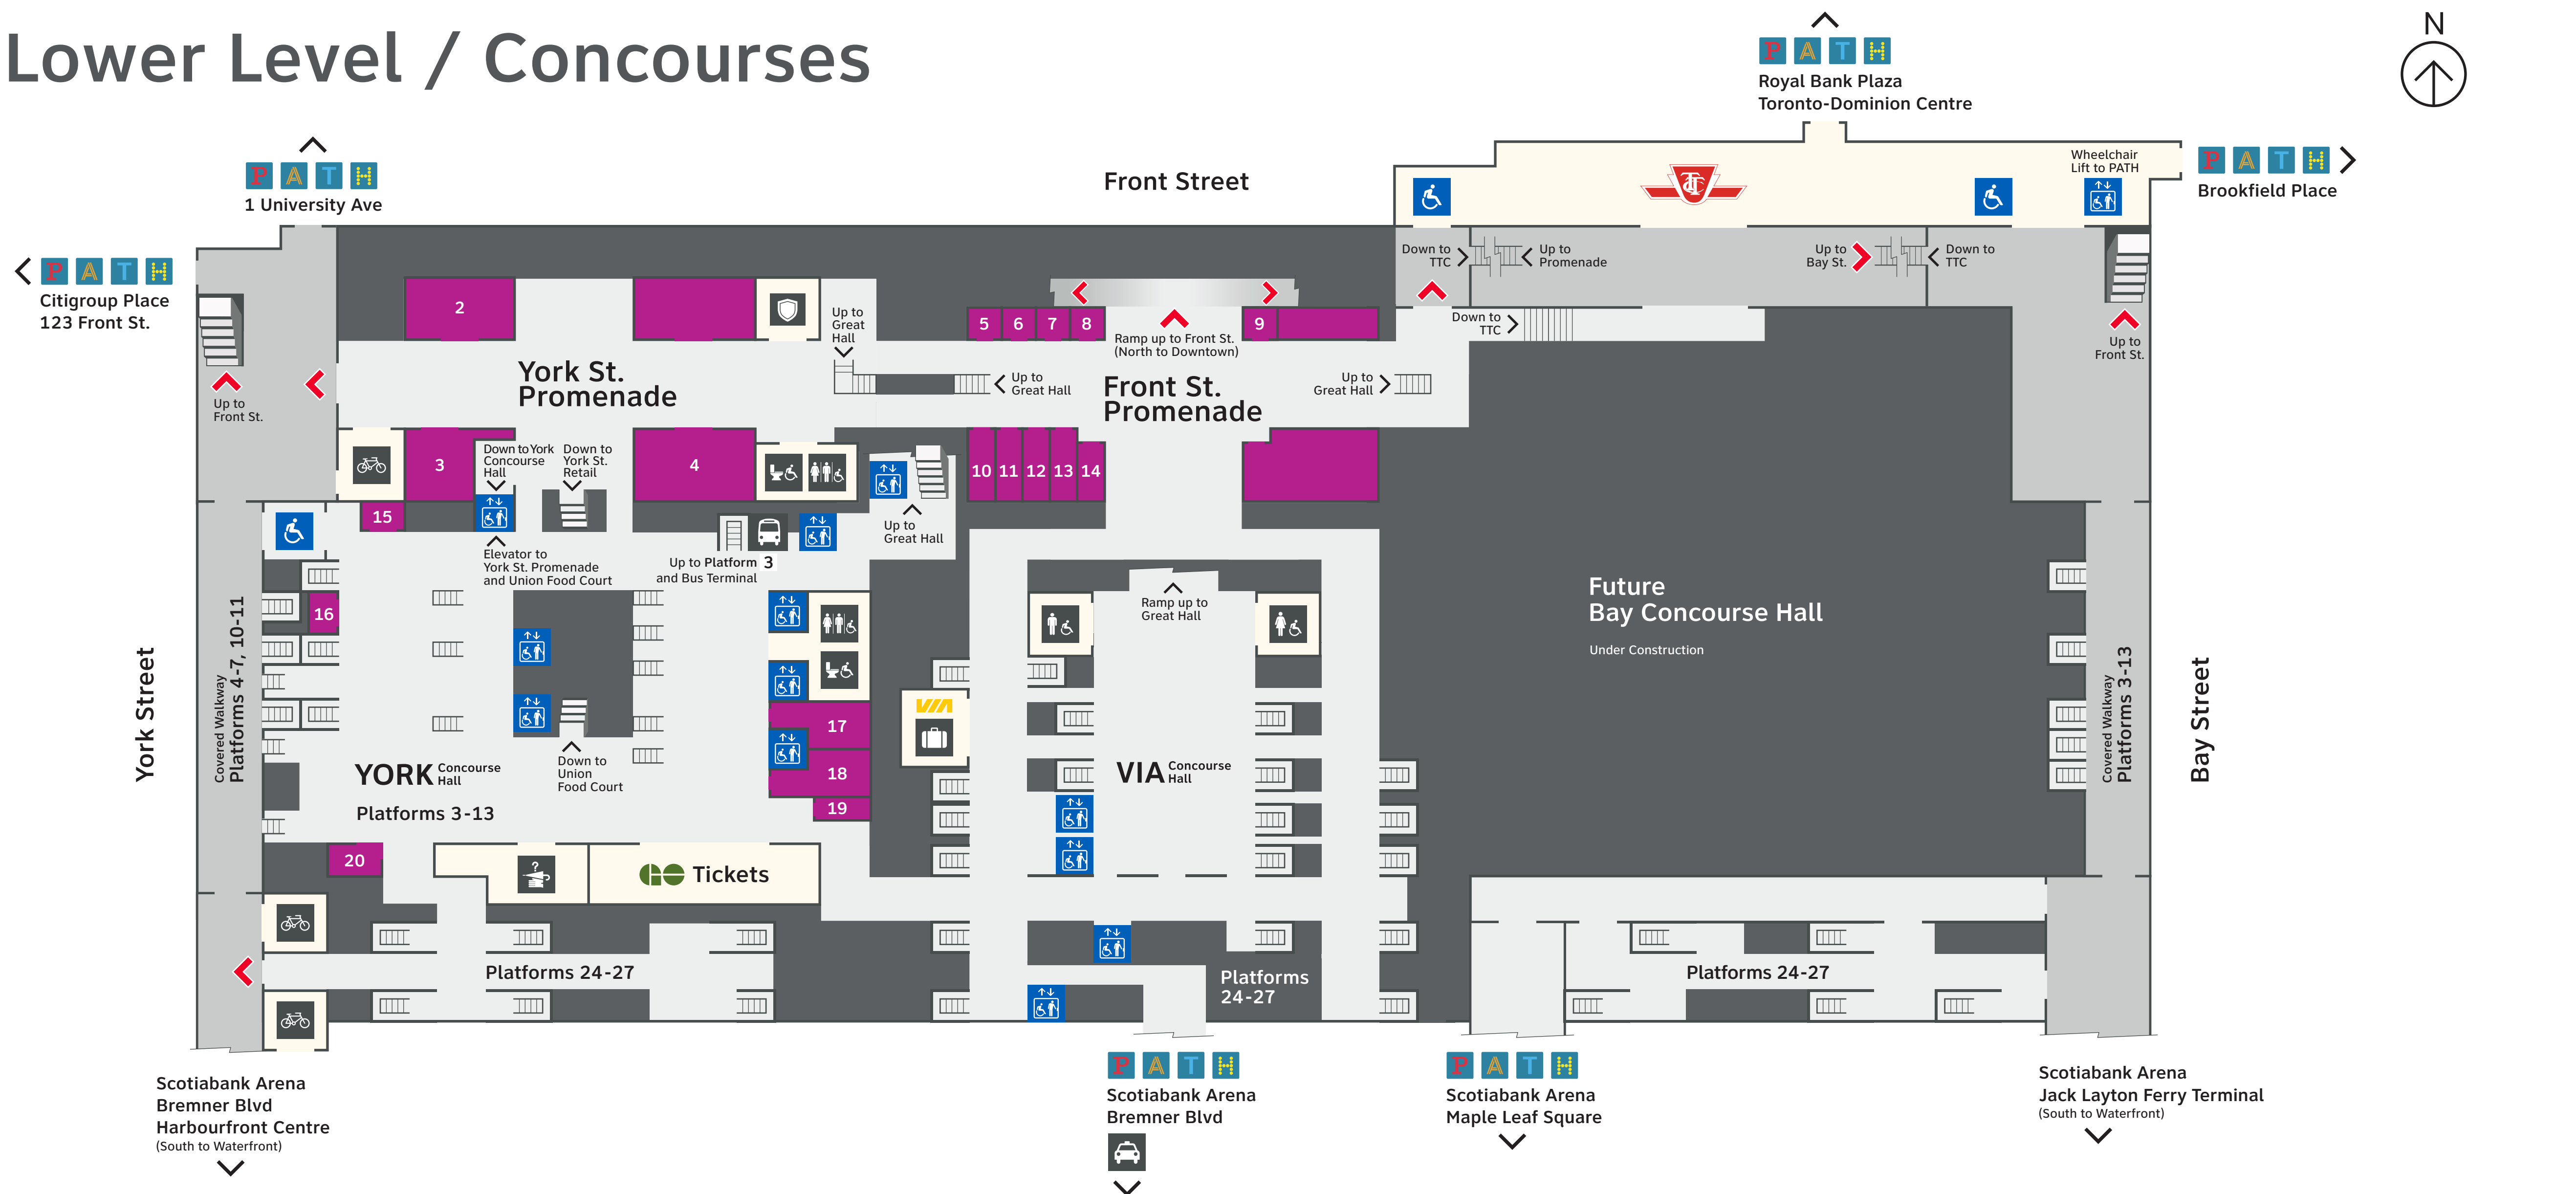 Lower Level / Concourses
N
PATH
Royal Bank Plaza
Toronto-Dominion Centre
PATH
1 University Ave
Front Street
Wheelchair
Lift to PATH
TTC
PATH
Brookfield Place
PATH
Citigroup Place
123 Front St.
Down to
TTC
Up to
Promenade
Up to
Bay St.
Down to
TTC
2
Up to
Great
Hall
5
6
7
8
9
Ramp up to Front St.
(North to Downtown)
Down to
TTC
Up to
Front St.
Up to
Front St.
York St.
Promenade
Up to
Great Hall
Front St.
Promenade
Up to
Great Hall
3
Down to York
Concourse
Hall
Down to
York St.
Retail
4
10
11
12
13
14
15
Up to
Great Hall
Elevator to
York St. Promenade
and Union Food Court
Up to Platform 3
and Bus Terminal
16
Ramp up to
Great Hall
Future
Bay Concourse Hall
Under Construction
York Street
Covered Walkway
Platforms 4-7, 10-11
Covered Walkway
Platforms 3-13
Bay Street
VIA
17
18
19
YORK Concourse
Hall
Platforms 3-13
Down to
Union
Food Court
VIA Concourse
Hall
20
?
GO Tickets
Platforms 24-27
Platforms
24-27
Platforms 24-27
Scotiabank Arena
Bremner Blvd
Harbourfront Centre
(South to Waterfront)
PATH
Scotiabank Arena
Bremner Blvd
PATH
Scotiabank Arena
Maple Leaf Square
Scotiabank Arena
Jack Layton Ferry Terminal
(South to Waterfront)